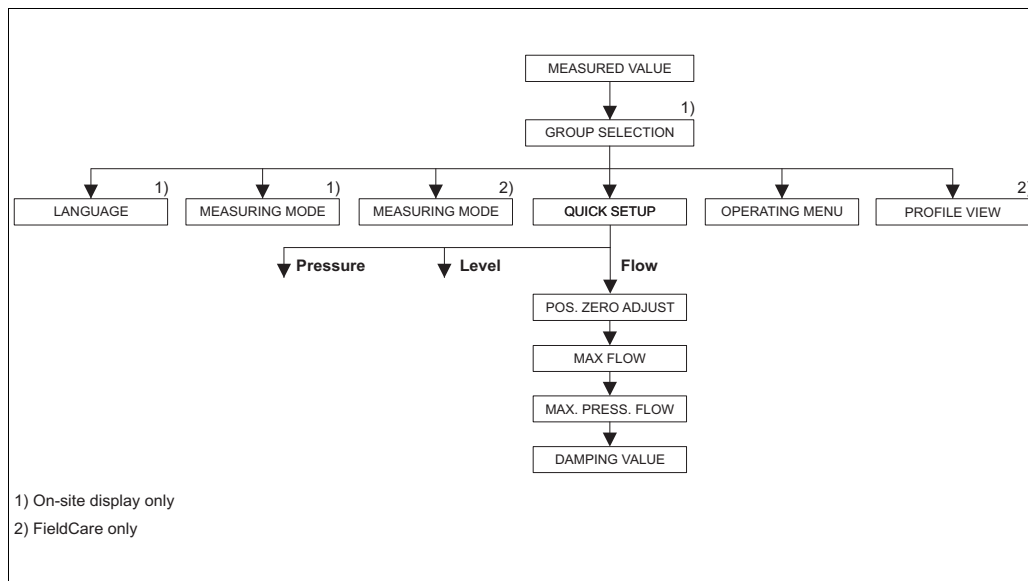 MEASURED VALUE
1)
GROUP SELECTION
1)
1)
2)
2)
LANGUAGE
MEASURING MODE
MEASURING MODE
QUICK SETUP
OPERATING MENU
PROFILE VIEW
Pressure
Level
Flow
POS. ZERO ADJUST
MAX FLOW
MAX. PRESS. FLOW
DAMPING VALUE
1) On-site display only
2) FieldCare only